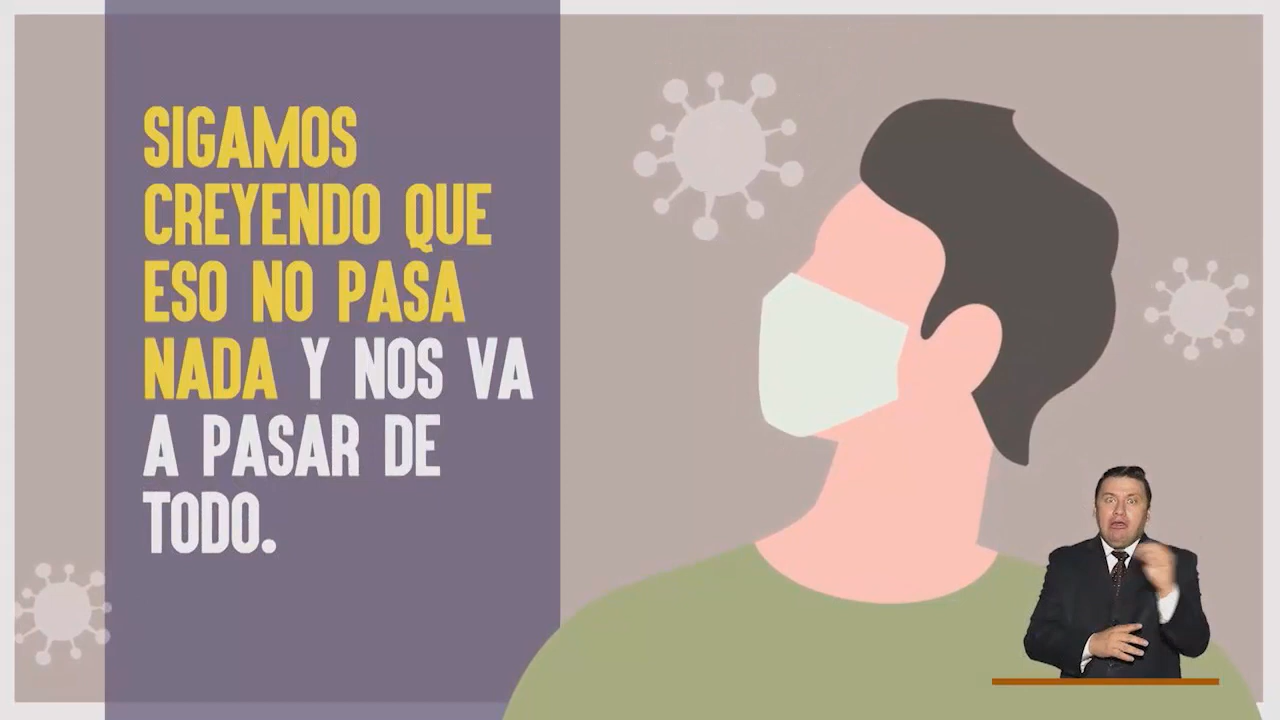 SIGAMOS
CREYENDO QUE
ESO NO PASA
NADA Y NOS VA
A PASAR DE
TODO.